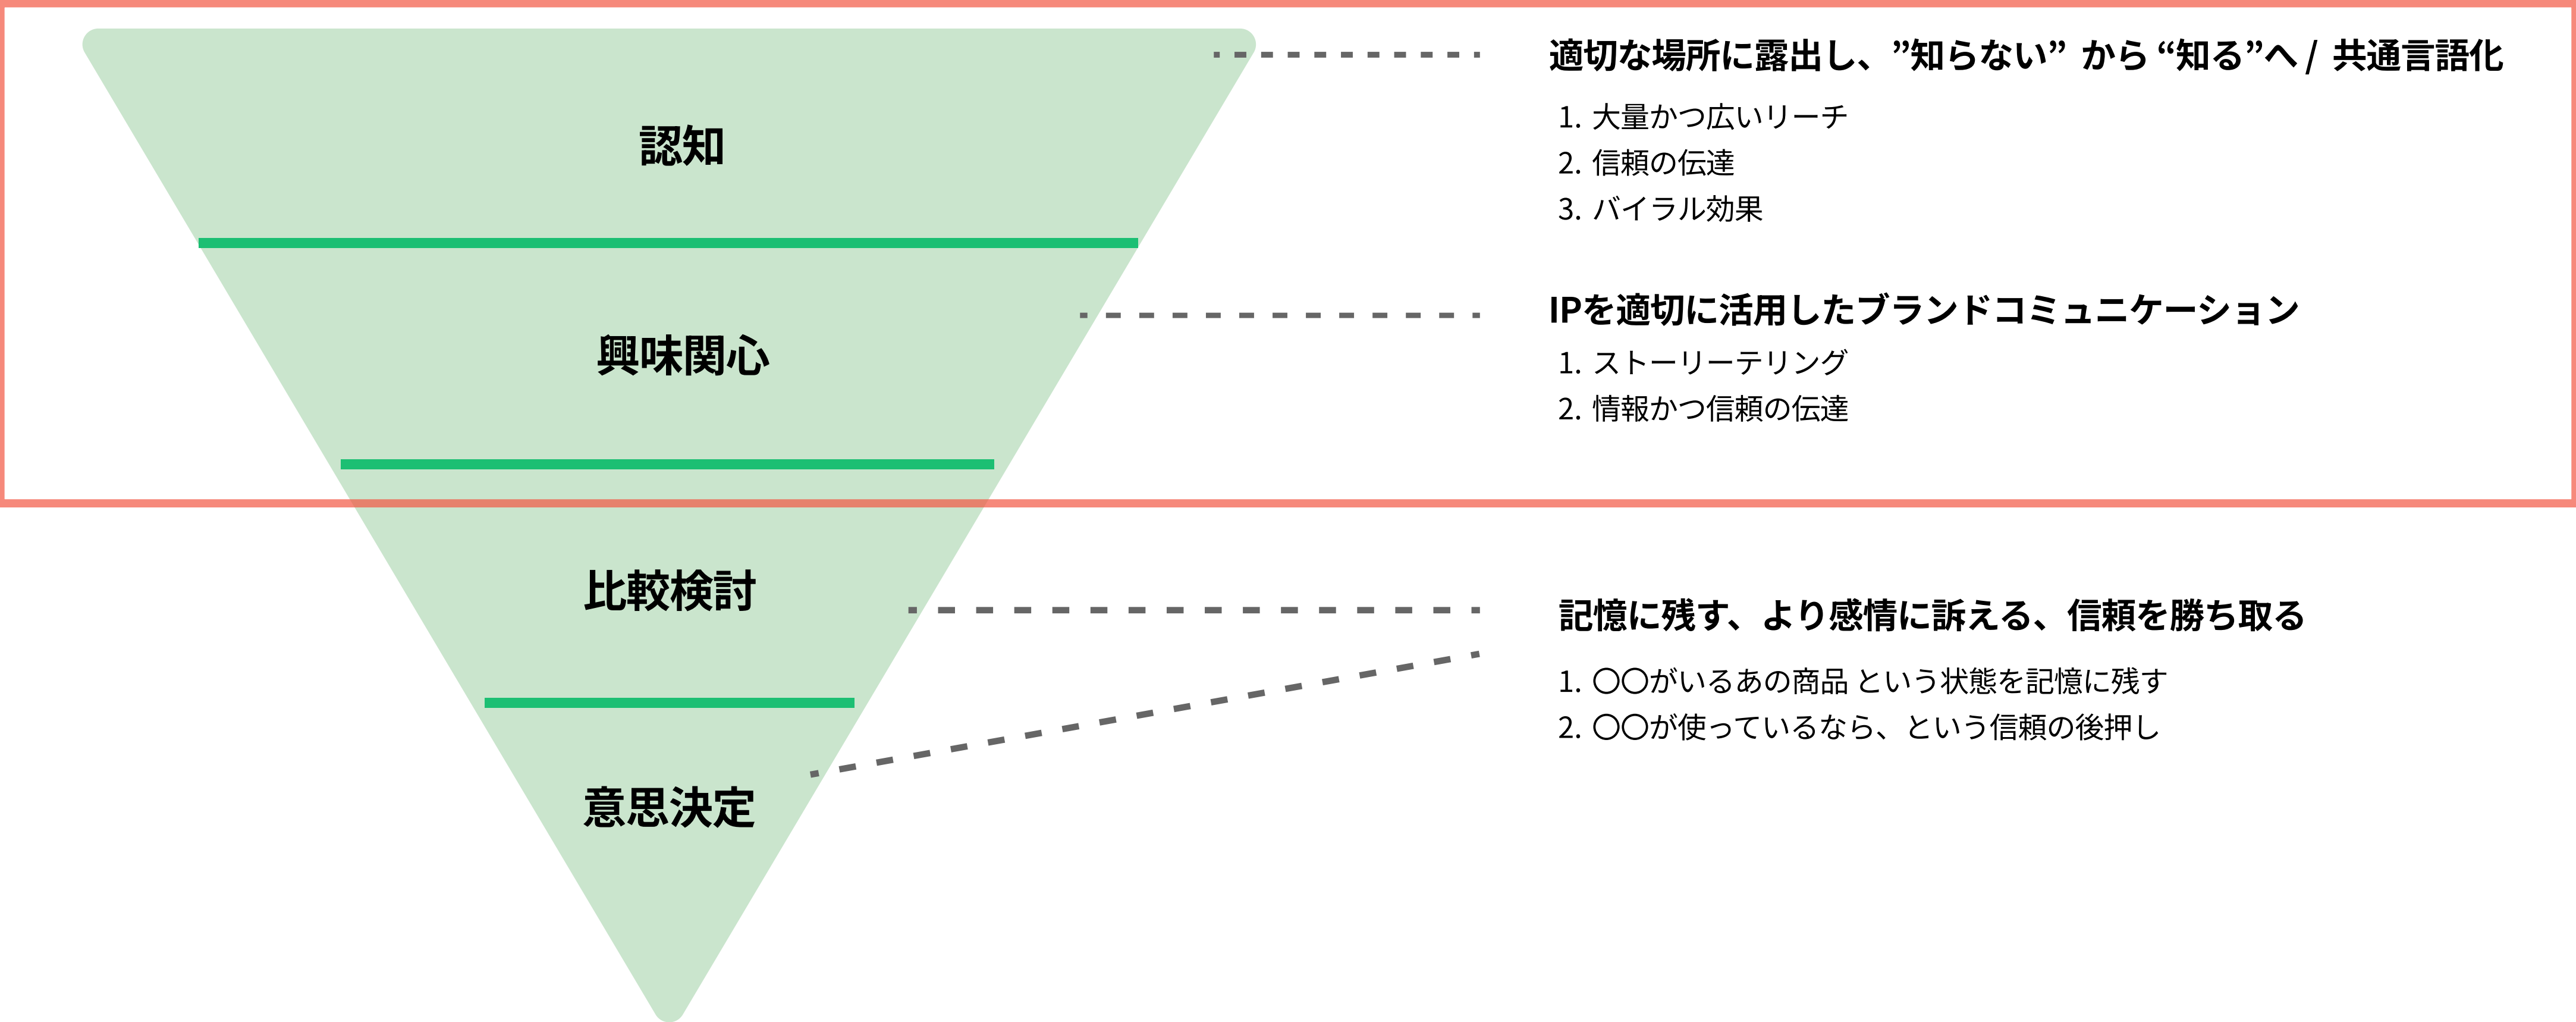 認知
適切な場所に露出し、”知らない” から “知る”へ / 共通言語化
1. 大量かつ広いリーチ
2. 信頼の伝達
3. バイラル効果
興味関心
IPを適切に活用したブランドコミュニケーション
1. ストーリーテリング
2. 情報かつ信頼の伝達
比較検討
意思決定
記憶に残す、より感情に訴える、信頼を勝ち取る
1. 〇〇がいるあの商品 という状態を記憶に残す
2. 〇〇が使っているなら、という信頼の後押し